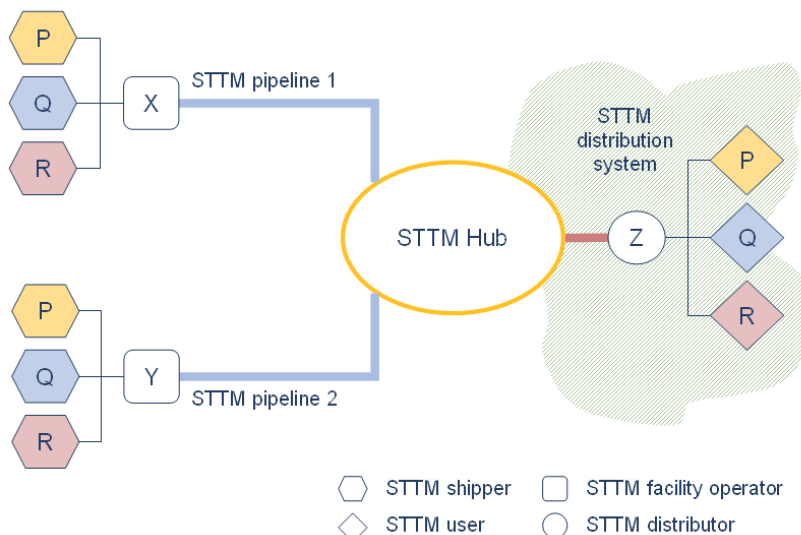 P
Q
R
X
STTM pipeline 1
STTM Hub
STTM
distribution
system
Z
P
Q
R
P
Q
R
Y
STTM pipeline 2
STTM shipper
STTM facility operator
STTM user
STTM distributor